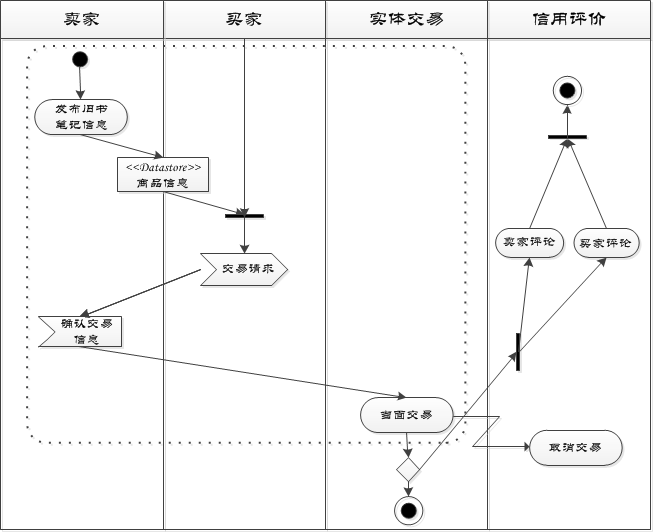 卖家
买家
实体交易
信用评价
发布旧书
笔记信息
<<Datastore>>
商品信息
交易请求
卖家评论
买家评论
确认交易
信息
当面交易
取消交易